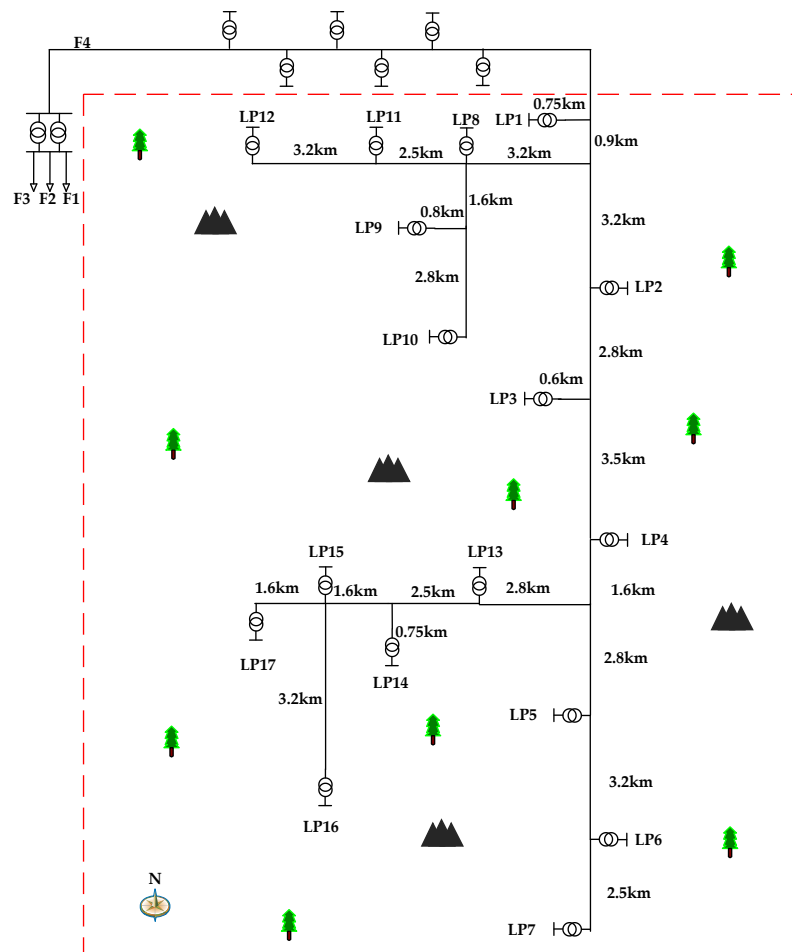 F4
0.75km
LP12
LP11
LP8
LP1
0.9km
3.2km
2.5km
3.2km
F3
F2
F1
1.6km
0.8km
3.2km
LP9
2.8km
LP2
LP10
2.8km
0.6km
LP3
3.5km
LP4
LP15
LP13
1.6km
1.6km
2.5km
2.8km
1.6km
0.75km
LP17
2.8km
LP14
3.2km
LP5
3.2km
LP16
LP6
N
2.5km
LP7